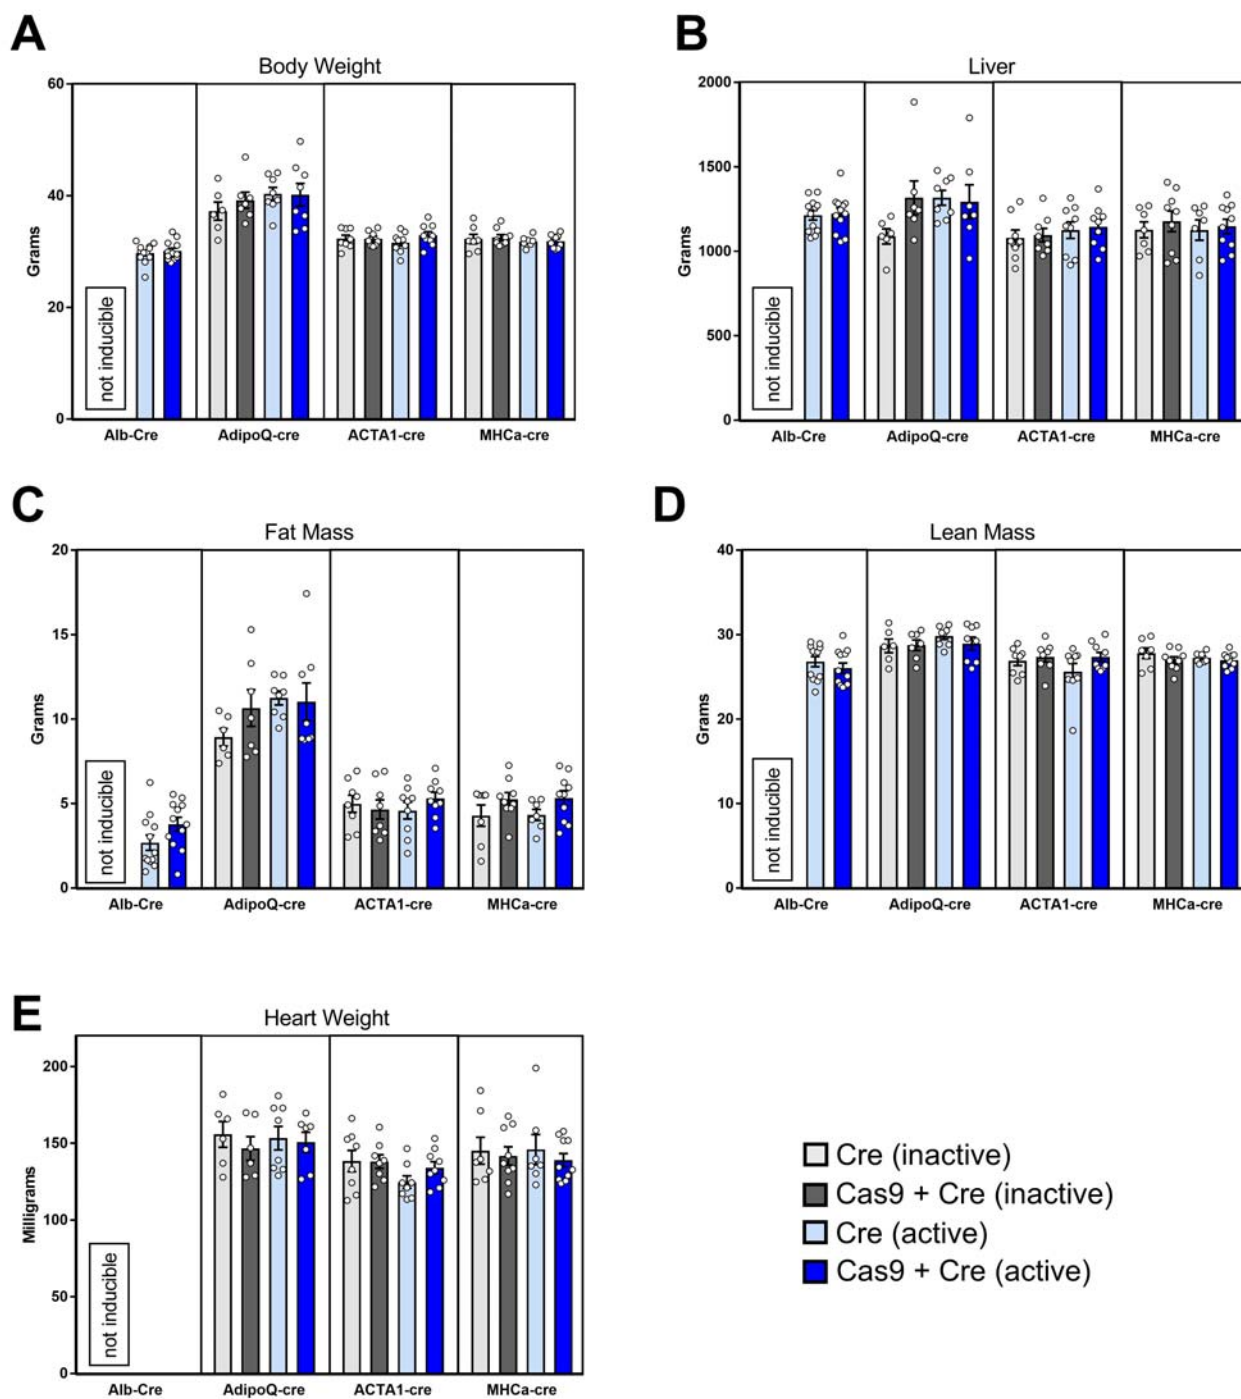 A
Body Weight
60
40
20
0
Grams
not inducible
Alb-Cre
AdipoQ-cre
ACTA1-cre
MHCa-cre
B
Liver
2000
1500
1000
500
0
Grams
not inducible
Alb-Cre
AdipoQ-cre
ACTA1-cre
MHCa-cre
C
Fat Mass
20
15
10
5
0
Grams
not inducible
Alb-Cre
AdipoQ-cre
ACTA1-cre
MHCa-cre
D
Lean Mass
40
30
20
10
0
Grams
not inducible
Alb-Cre
AdipoQ-cre
ACTA1-cre
MHCa-cre
E
Heart Weight
200
150
100
50
0
Milligrams
not inducible
Alb-Cre
AdipoQ-cre
ACTA1-cre
MHCa-cre
Cre (inactive)
Cas9 + Cre (inactive)
Cre (active)
Cas9 + Cre (active)